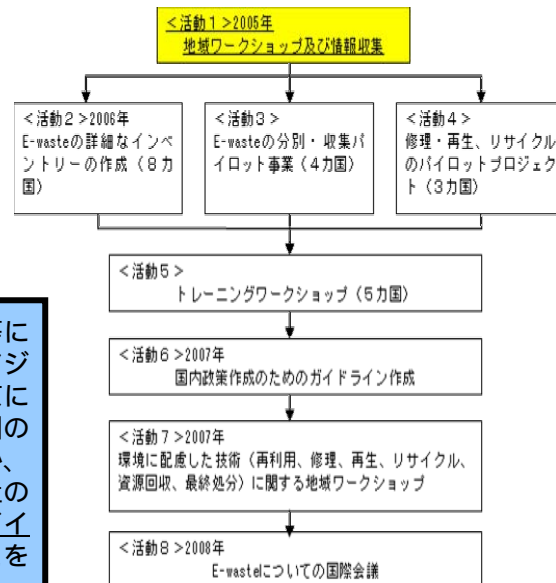 <活動1>2005年
地域ワークショップ及び情報収集
<活動2>2006年
E-wasteの詳細なインベ
ントリーの作成（8カ
国）
<活動3>
E-wasteの分別・収集パ
イロット事業（4カ国）
<活動4>
修理・再生、リサイクル
のパイロットプロジェク
ト（3カ国）
<活動5>
トレーニングワークショップ（5カ国）
<活動6>2007年
国内政策作成のためのガイドライン作成
<活動7>2007年
環境に配慮した技術（再利用、修理、再生、リサイクル、
資源回収、最終処分）に関する地域ワークショップ
<活動8>2008年
E-wasteについての国際会議
に
ジ
に
の
、
の
イ
を